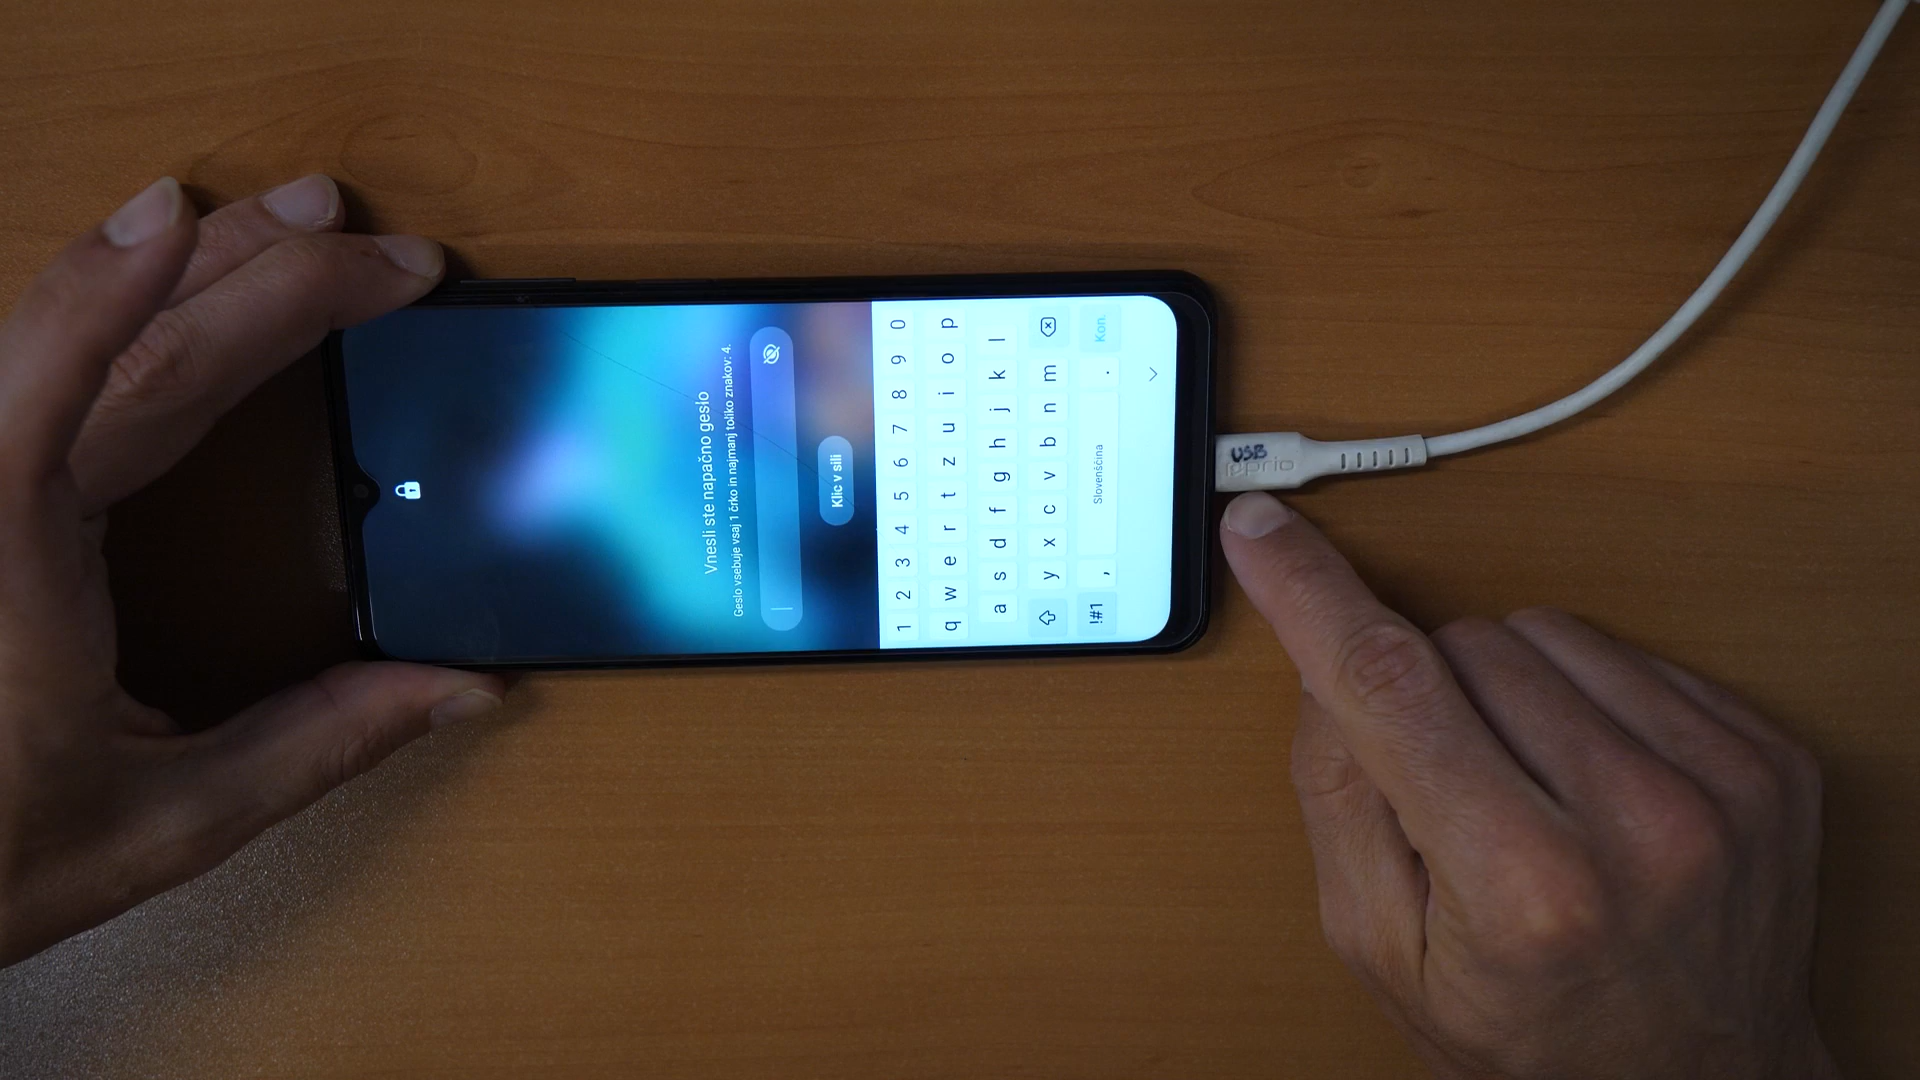 Vnesli ste napačno geslo
Geslo vsebuje vsaj 1 črko in najmanj toliko znakov: 4.
Klic v sili
1 2 3 4 5 6 7 8 9 0
q w e r t z u i o p
a s d f g h j k l
y x c v b n m
!#1 , Slovenščina . Kon.
USB
prio